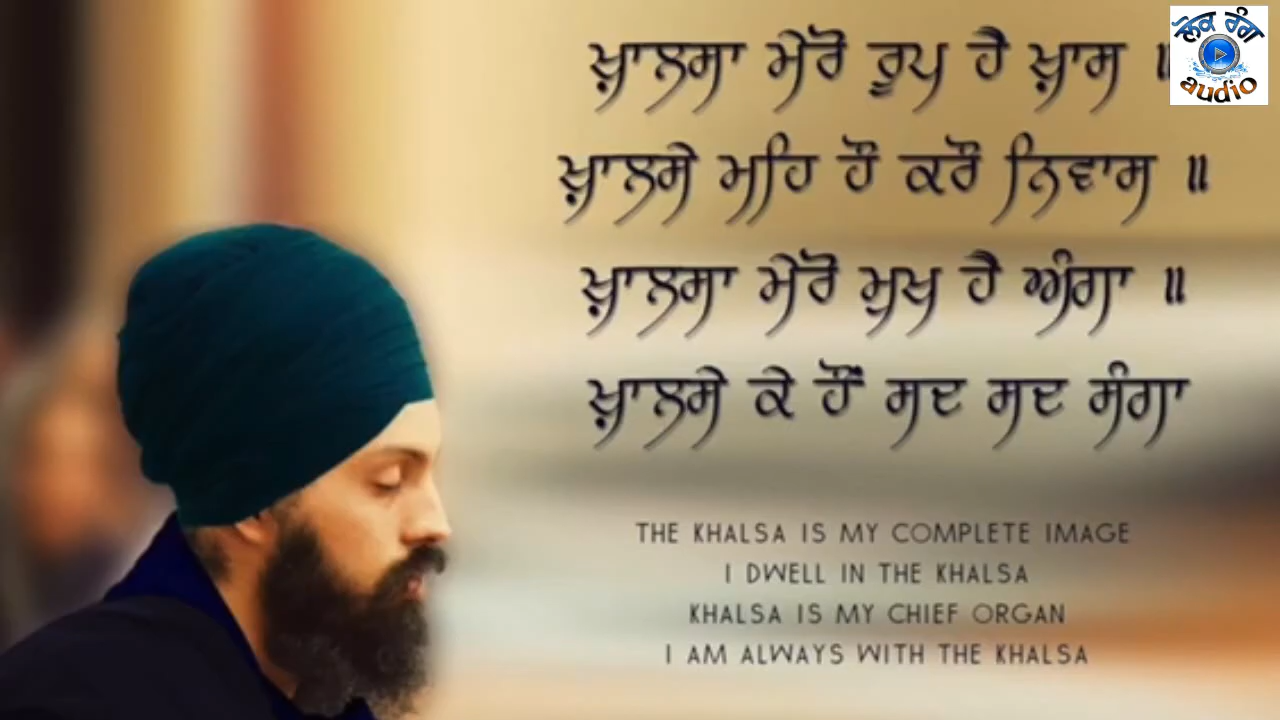 ਲੋਕ ਰੰਗ
audio
ਖ਼ਾਲਸਾ ਮੇਰੋ ਰੂਪ ਹੈ ਖ਼ਾਸ ॥
ਖ਼ਾਲਸੇ ਮਹਿ ਹੌ ਕਰੌ ਨਿਵਾਸ ॥
ਖ਼ਾਲਸਾ ਮੇਰੋ ਮੁਖ ਹੈ ਅੰਗਾ ॥
ਖ਼ਾਲਸੇ ਕੇ ਹੌਂ ਸਦ ਸਦ ਸੰਗਾ
THE KHALSA IS MY COMPLETE IMAGE
I DWELL IN THE KHALSA
KHALSA IS MY CHIEF ORGAN
I AM ALWAYS WITH THE KHALSA